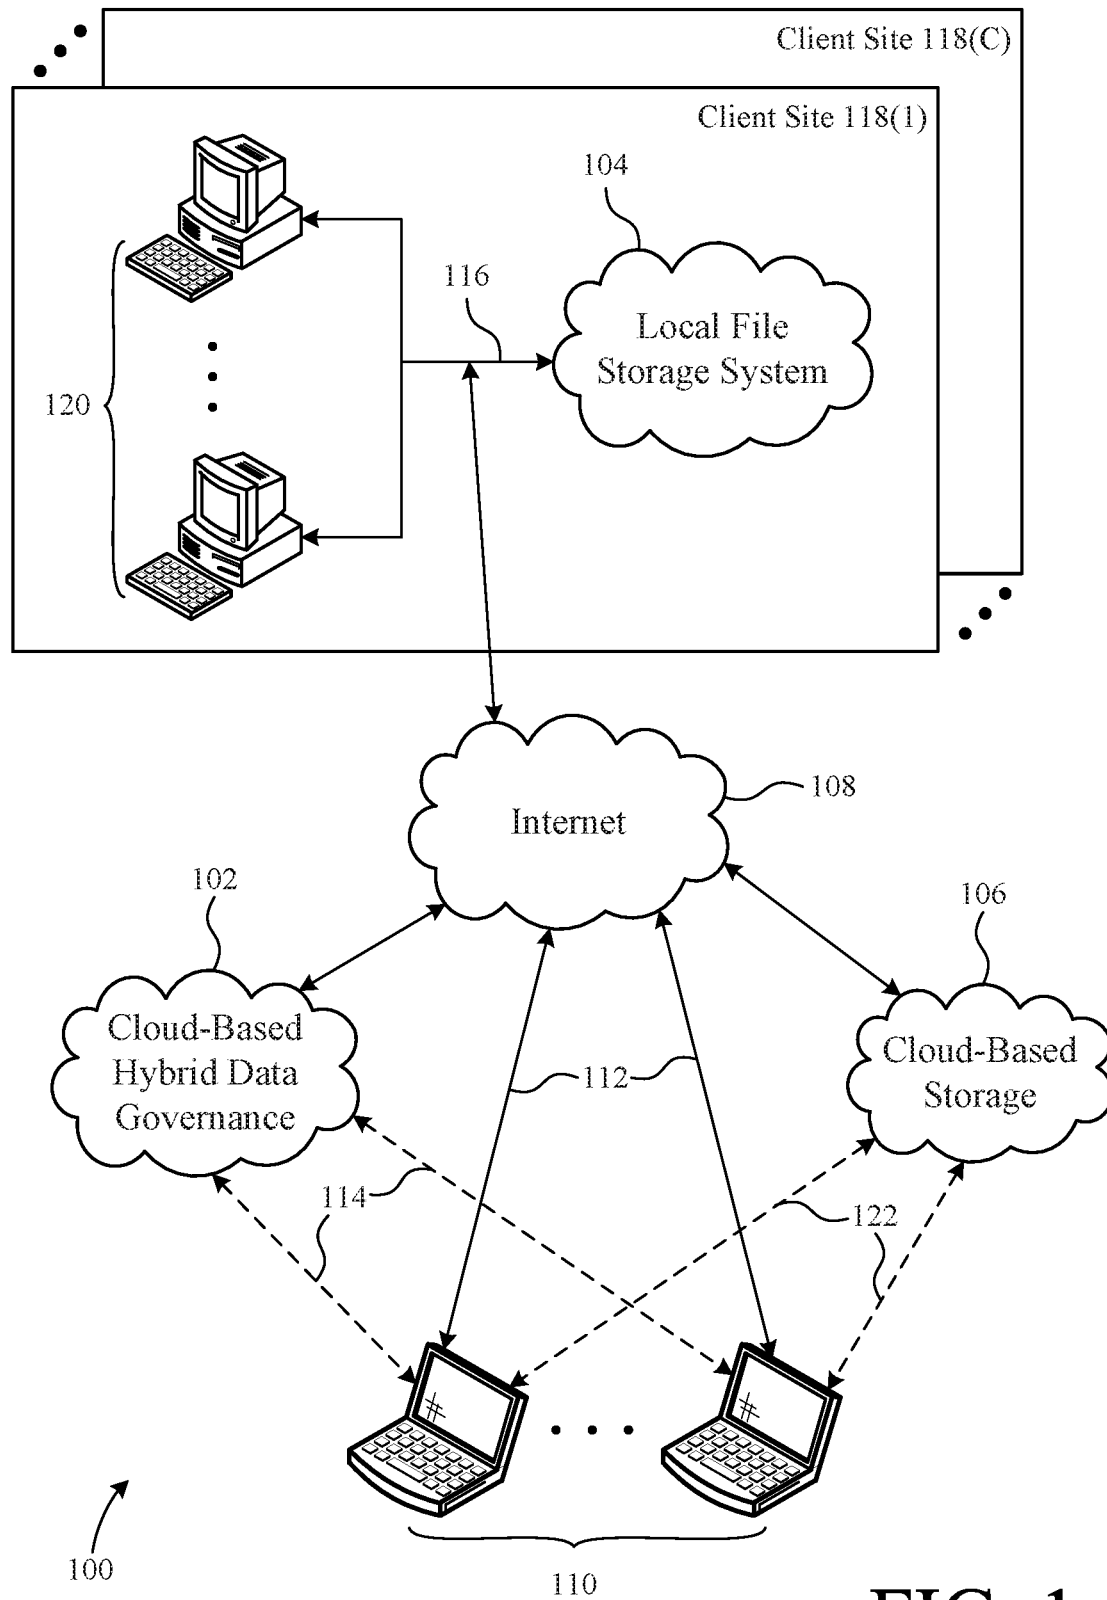 Client Site 118(C)
Client Site 118(1)
104
116
Local File
Storage System
120
108
Internet
102
106
Cloud-Based
Hybrid Data
Governance
Cloud-Based
Storage
112
114
122
100
110
FIG. 1